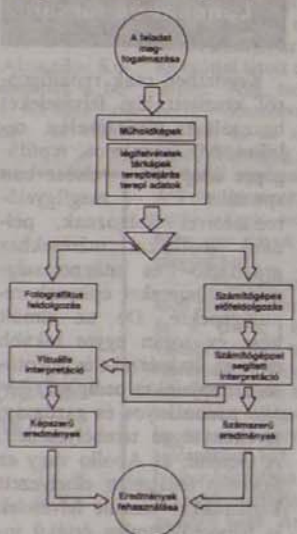 A feladat
meg-
fogalmazása
Műholdképek
légifelvételek
térképek
terepbejárás
terepi adatok
Fotografikus
feldolgozás
Számítógépes
előfeldolgozás
Vizuális
interpretáció
Számítógéppel
segített
interpretáció
Képszerű
eredmények
Számszerű
eredmények
Eredmények
felhasználása